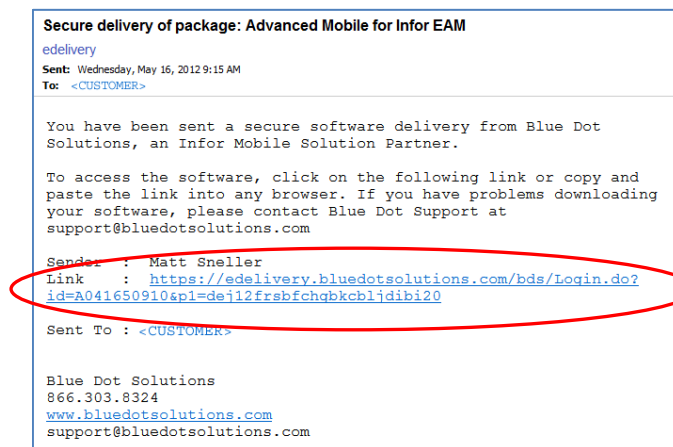 Secure delivery of package: Advanced Mobile for Infor EAM
edelivery
Sent: Wednesday, May 16, 2012 9:15 AM
To: <CUSTOMER>
You have been sent a secure software delivery from Blue Dot
Solutions, an Infor Mobile Solution Partner.
To access the software, click on the following link or copy and
paste the link into any browser. If you have problems downloading
your software, please contact Blue Dot Support at
support@bluedotsolutions.com
Sender : Matt Sneller
Link : https://edelivery.bluedotsolutions.com/bds/Login.do?
id=A041650910&p1=dej12frsbfchgbkcbljdibi20
Sent To : <CUSTOMER>
Blue Dot Solutions
866.303.8324
www.bluedotsolutions.com
support@bluedotsolutions.com